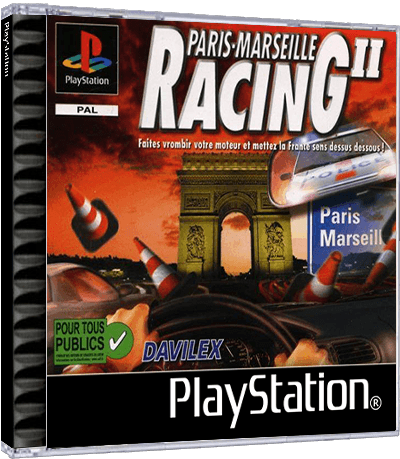 PlayStation
PlayStation
PAL
PARIS-MARSEILLE
RACING II
Faites vrombir votre moteur et mettez la France sens dessus dessous !
POLICE
Paris
Marseill
POUR TOUS
PUBLICS
DAVILEX
PlayStation®